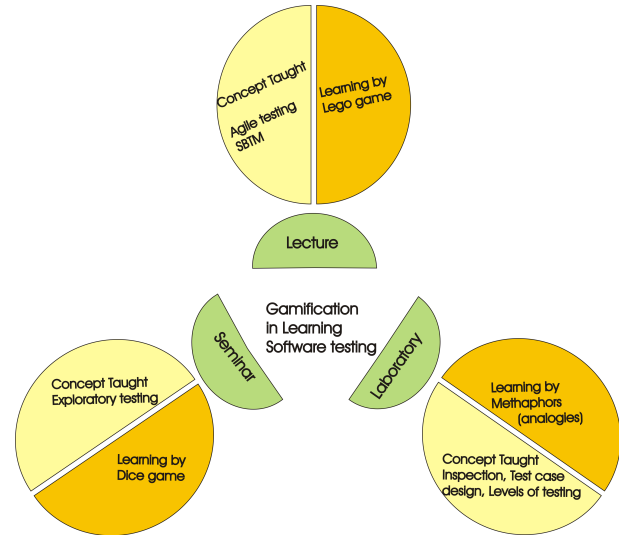 Concept Taught
Agile testing
SBTM
Learning by
Lego game
Lecture
Gamification
in Learning
Software testing
Seminar
Laboratory
Concept Taught
Exploratory testing
Learning by
Dice game
Learning by
Methaphors
(analogies)
Concept Taught
Inspection, Test case
design, Levels of testing